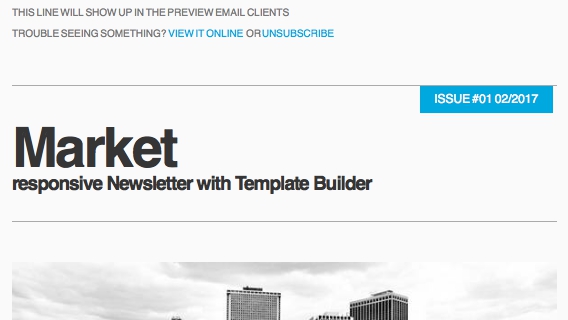 THIS LINE WILL SHOW UP IN THE PREVIEW EMAIL CLIENTS
TROUBLE SEEING SOMETHING? VIEW IT ONLINE OR UNSUBSCRIBE
ISSUE #01 02/2017
Market
responsive Newsletter with Template Builder